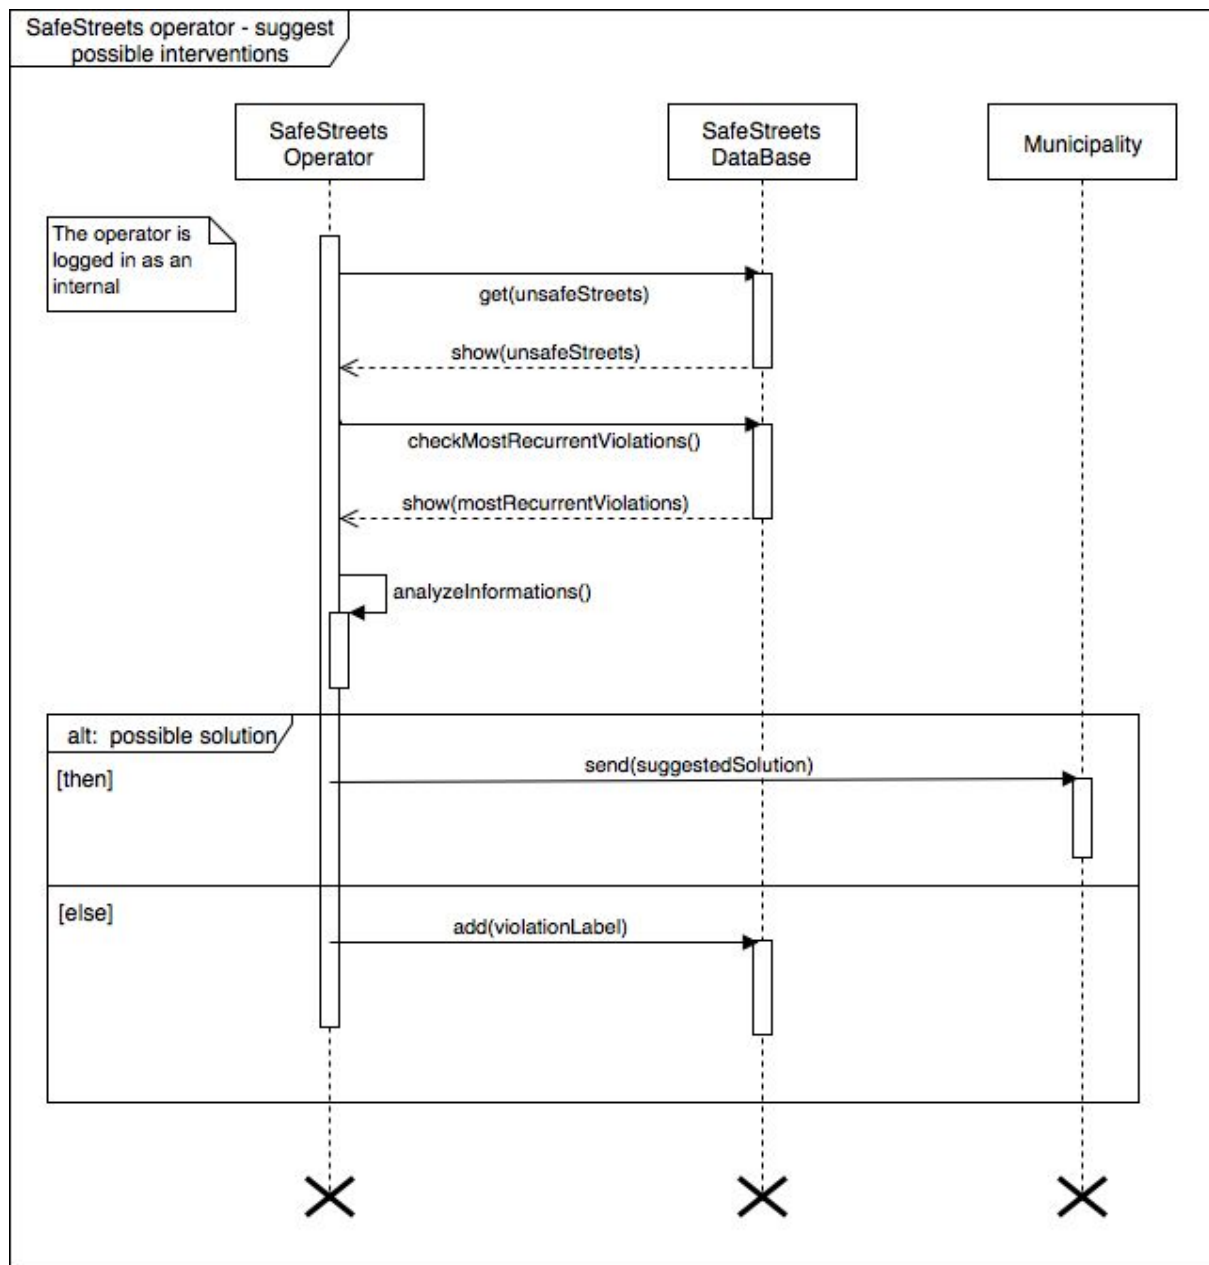 SafeStreets operator - suggest
possible interventions
SafeStreets
Operator
SafeStreets
DataBase
Municipality
The operator is
logged in as an
internal
get(unsafeStreets)
show(unsafeStreets)
checkMostRecurrentViolations()
show(mostRecurrentViolations)
analyzeInformations()
alt: possible solution
[then]
send(suggestedSolution)
[else]
add(violationLabel)